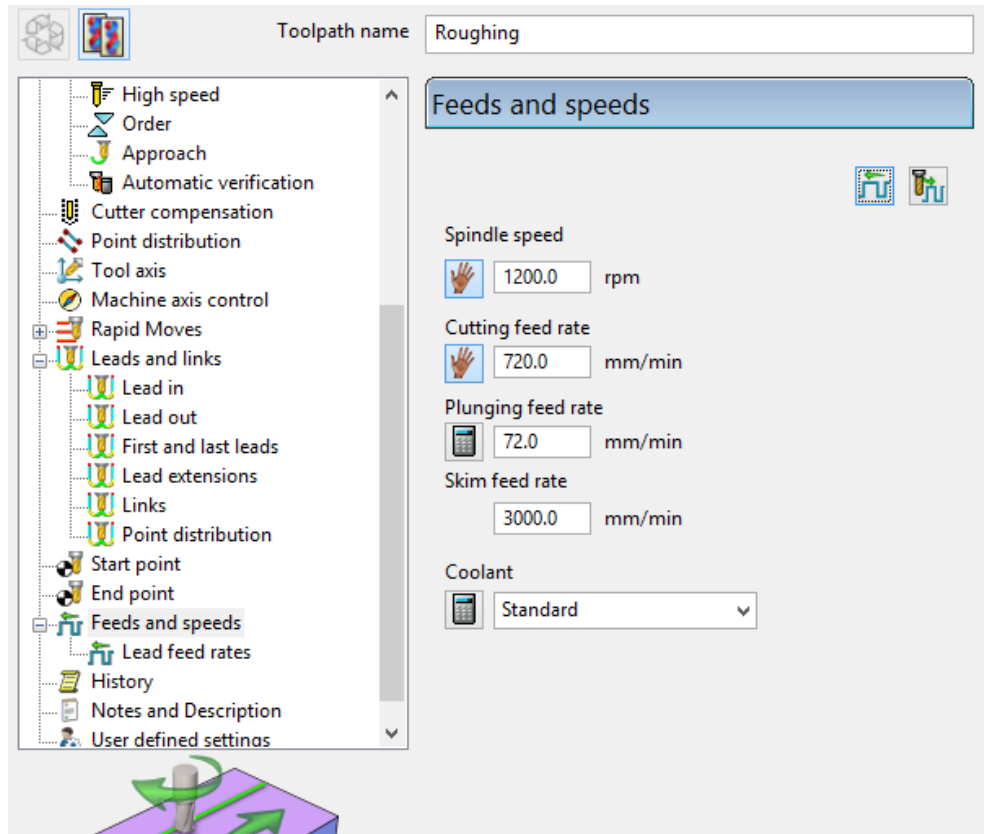 Toolpath name
Roughing
High speed
Order
Approach
Automatic verification
Cutter compensation
Point distribution
Tool axis
Machine axis control
Rapid Moves
Leads and links
Lead in
Lead out
First and last leads
Lead extensions
Links
Point distribution
Start point
End point
Feeds and speeds
Lead feed rates
History
Notes and Description
User defined settings
Feeds and speeds
Spindle speed
1200.0 rpm
Cutting feed rate
720.0 mm/min
Plunging feed rate
72.0 mm/min
Skim feed rate
3000.0 mm/min
Coolant
Standard